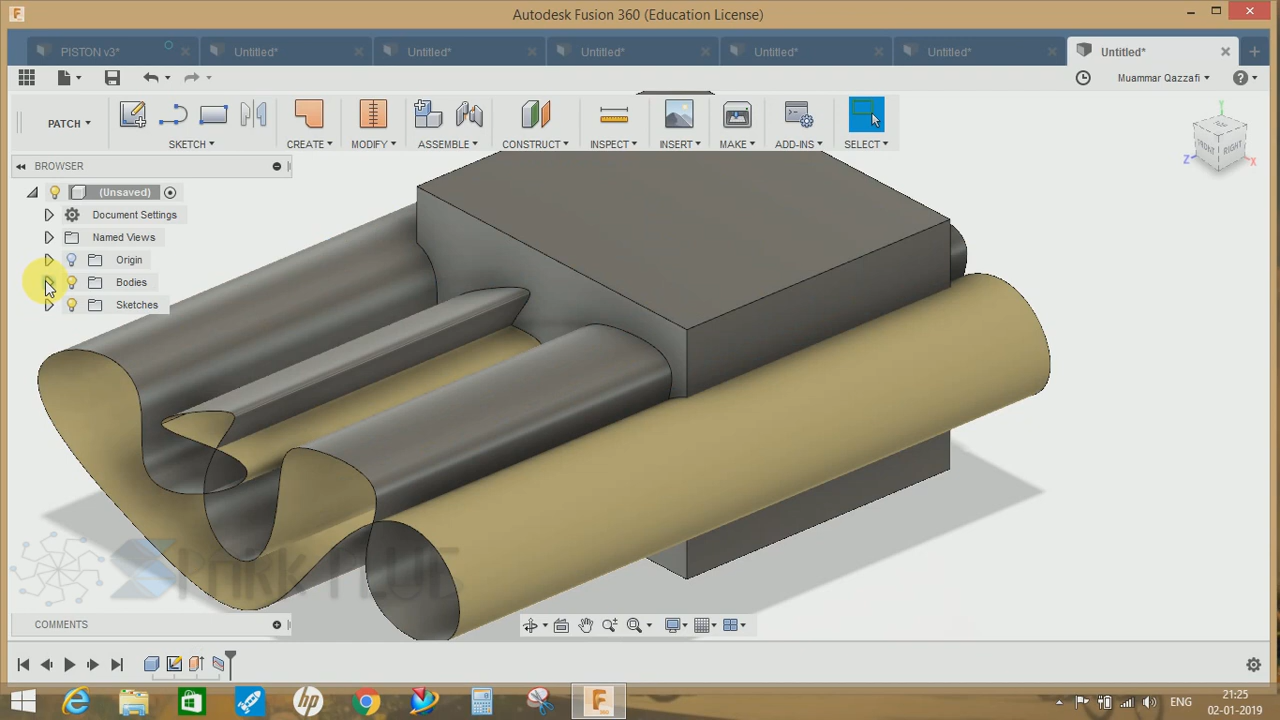 Autodesk Fusion 360 (Education License)
PISTON v3* Untitled* Untitled* Untitled* Untitled* Untitled* Untitled*
Muammar Qazzafi
PATCH SKETCH CREATE MODIFY ASSEMBLE CONSTRUCT INSPECT INSERT MAKE ADD-INS SELECT
FRONT RIGHT
Z X
BROWSER
(Unsaved)
Document Settings
Named Views
Origin
Bodies
Sketches
COMMENTS
hp
ENG
21:25
02-01-2019